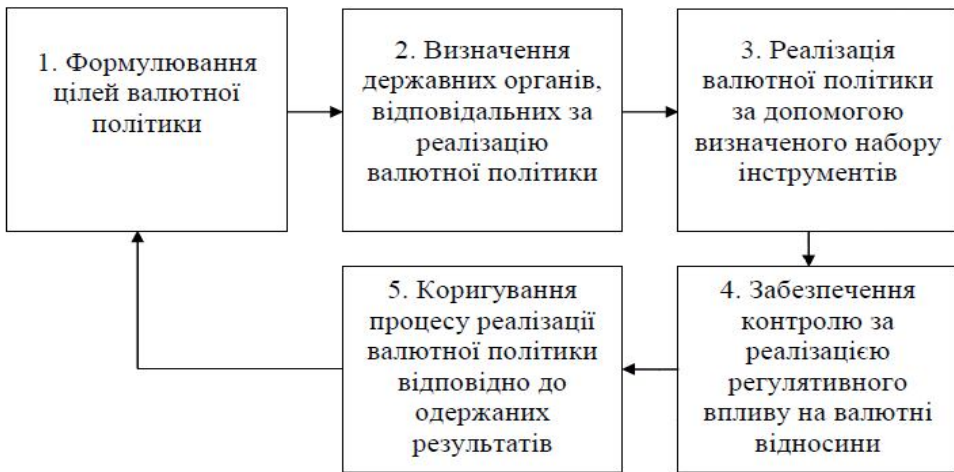 1. Формулювання
цілей валютної
політики
2. Визначення
державних органів,
відповідальних за
реалізацію
валютної політики
3. Реалізація
валютної політики
за допомогою
визначеного набору
інструментів
4. Забезпечення
контролю за
реалізацією
регулятивного
впливу на валютні
відносини
5. Коригування
процесу реалізації
валютної політики
відповідно до
одержаних
результатів